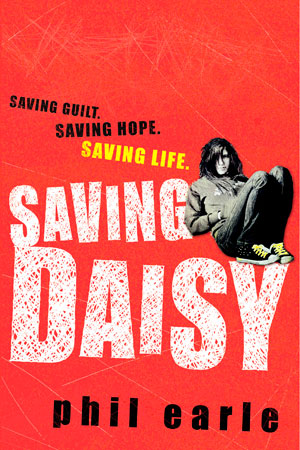 SAVING GUILT.
SAVING HOPE.
SAVING LIFE.
SAVING
DAISY
phil earle